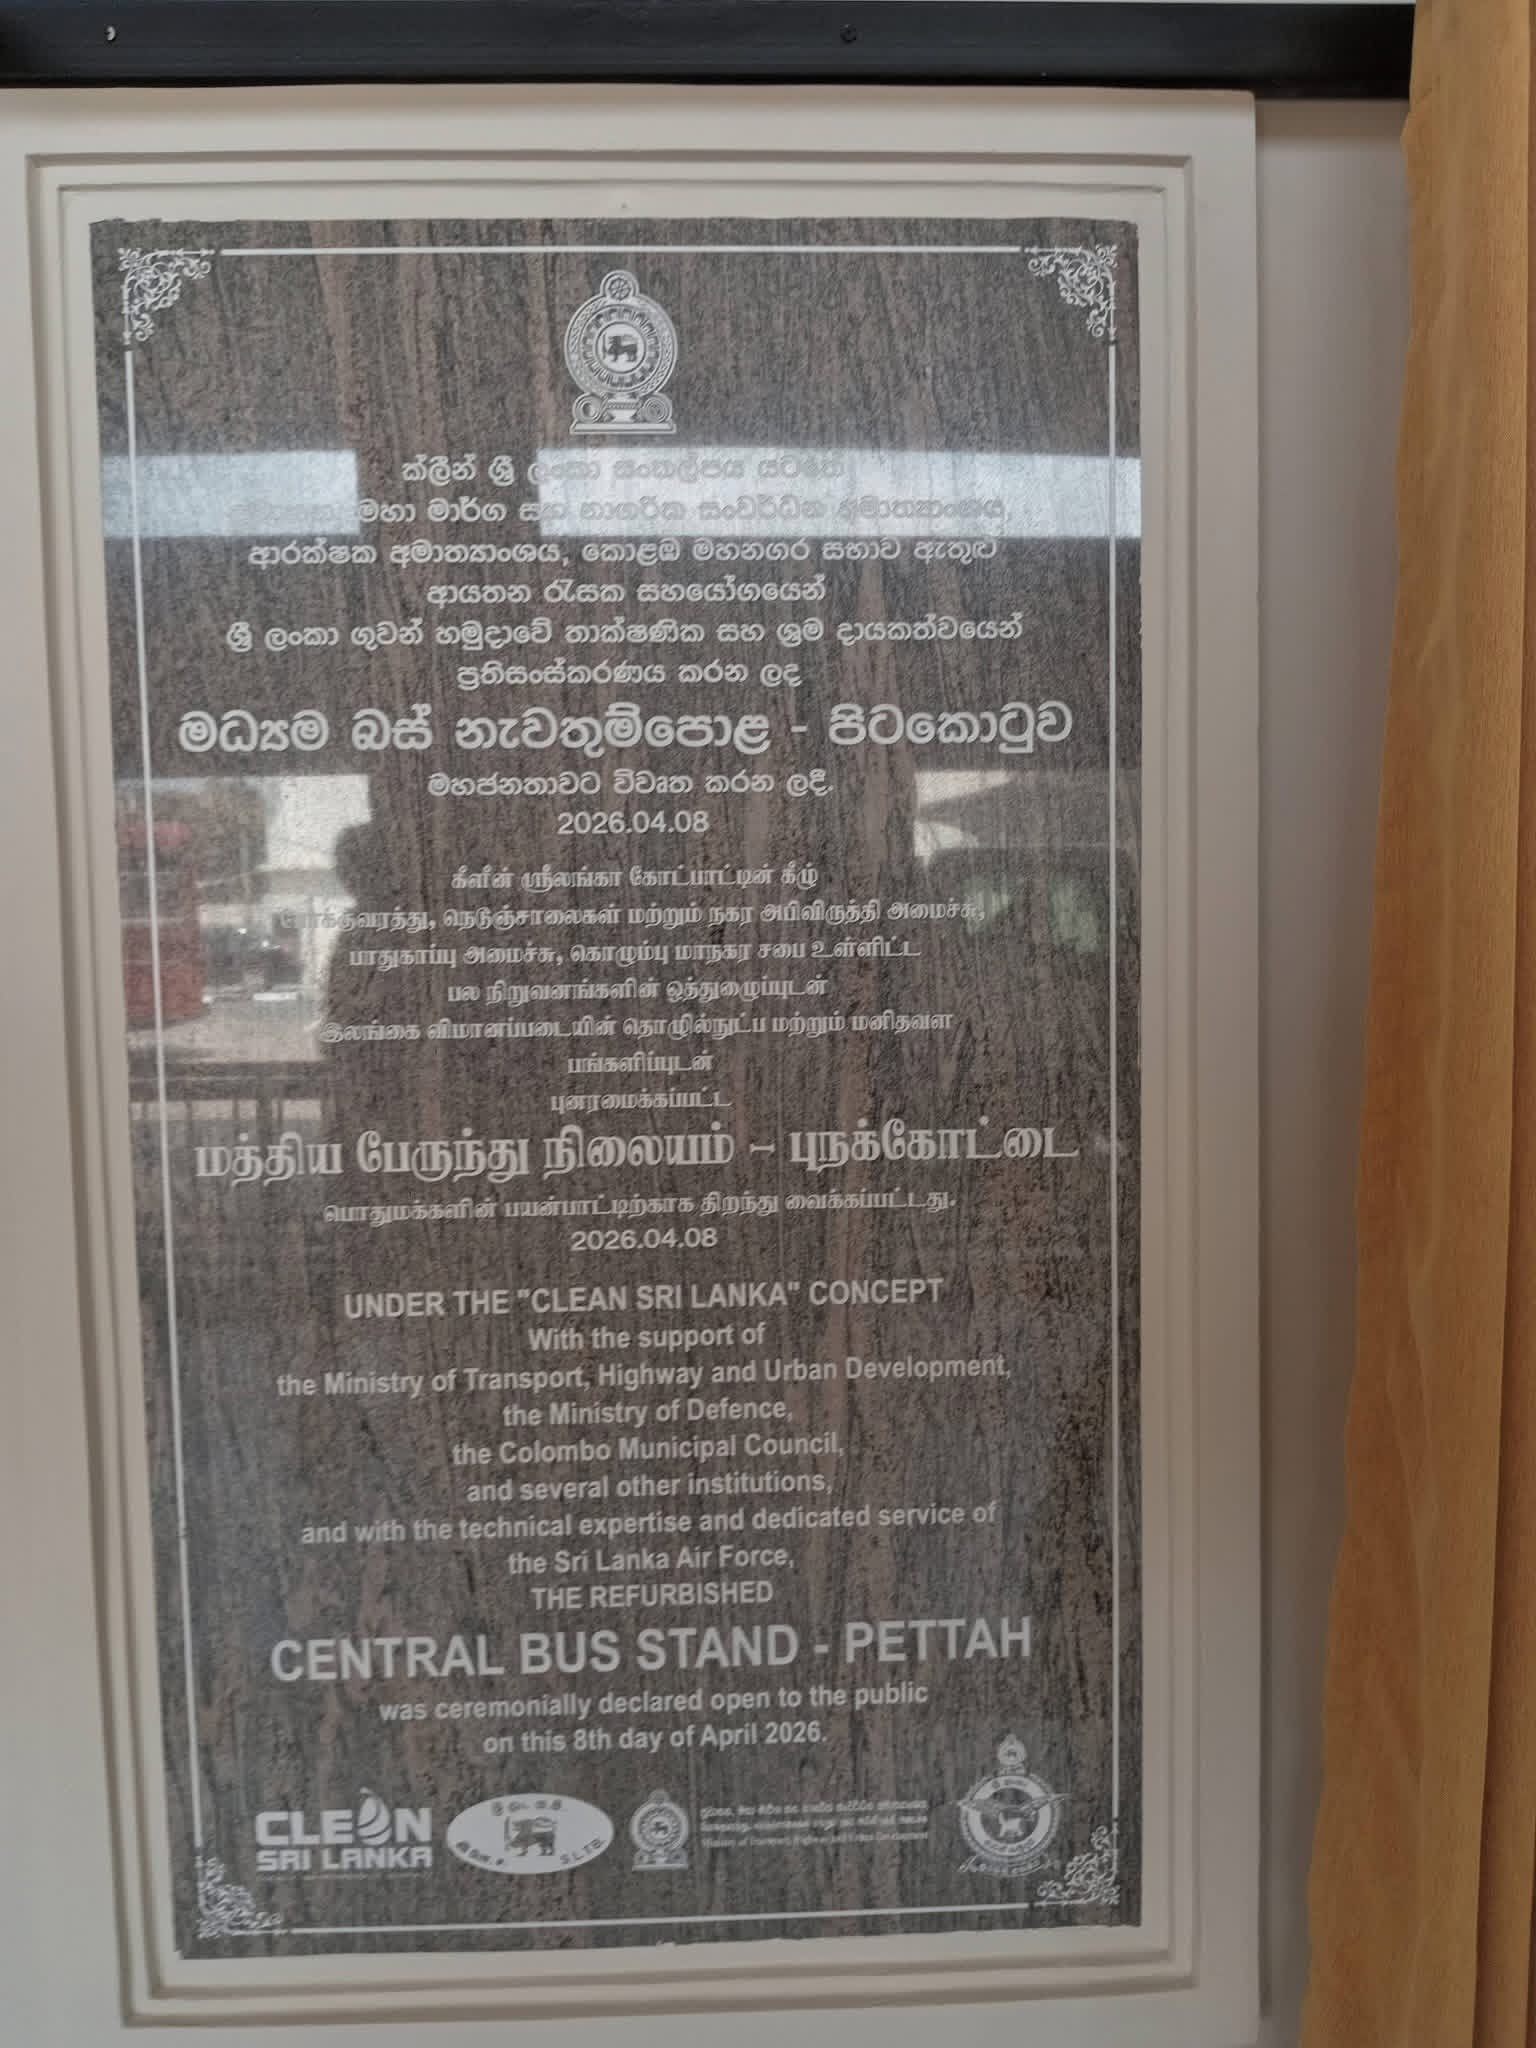 ක්ලීන් ශ්‍රී ලංකා සංකල්පය යටතේ
මහා මාර්ග සහ නාගරික සංවර්ධන අමාත්‍යාංශය,
ආරක්ෂක අමාත්‍යාංශය, කොළඹ මහනගර සභාව ඇතුළු
ආයතන රැසක සහයෝගයෙන්
ශ්‍රී ලංකා ගුවන් හමුදාවේ තාක්ෂණික සහ ශ්‍රම දායකත්වයෙන්
ප්‍රතිසංස්කරණය කරන ලද
මධ්‍යම බස් නැවතුම්පොළ - පිටකොටුව
මහජනතාවට විවෘත කරන ලදී.
2026.04.08
கிளீன் ஸ்ரீலங்கா கோட்பாட்டின் கீழ்
போக்குவரத்து, நெடுஞ்சாலைகள் மற்றும் நகர அபிவிருத்தி அமைச்சு,
பாதுகாப்பு அமைச்சு, கொழும்பு மாநகர சபை உள்ளிட்ட
பல நிறுவனங்களின் ஒத்துழைப்புடன்
இலங்கை விமானப்படையின் தொழில்நுட்ப மற்றும் மனிதவள
பங்களிப்புடன்
புனரமைக்கப்பட்ட
மத்திய பேருந்து நிலையம் – புறக்கோட்டை
பொதுமக்களின் பயன்பாட்டிற்காக திறந்து வைக்கப்பட்டது.
2026.04.08
UNDER THE "CLEAN SRI LANKA" CONCEPT
With the support of
the Ministry of Transport, Highway and Urban Development,
the Ministry of Defence,
the Colombo Municipal Council,
and several other institutions,
and with the technical expertise and dedicated service of
the Sri Lanka Air Force,
THE REFURBISHED
CENTRAL BUS STAND - PETTAH
was ceremonially declared open to the public
on this 8th day of April 2026.
CLEAN
SRI LANKA
S.L.T.B.
Ministry of Transport, Highways and Urban Development